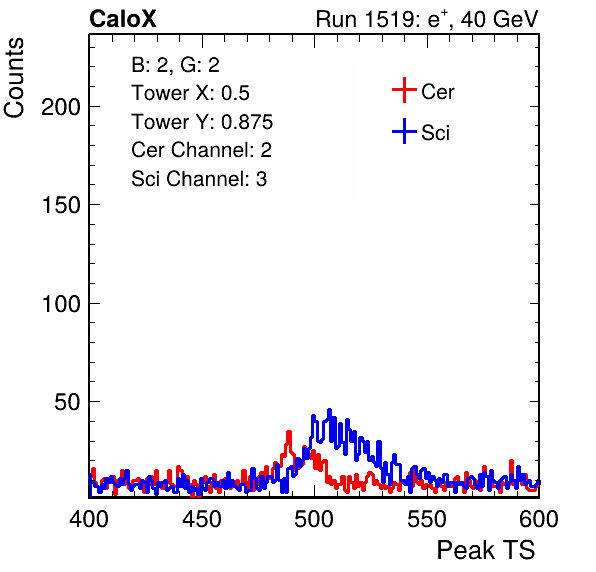 CaloX
Run 1519: e+, 40 GeV
Counts
B: 2, G: 2
Tower X: 0.5
Tower Y: 0.875
Cer Channel: 2
Sci Channel: 3
Cer
Sci
200
150
100
50
400 450 500 550 600
Peak TS